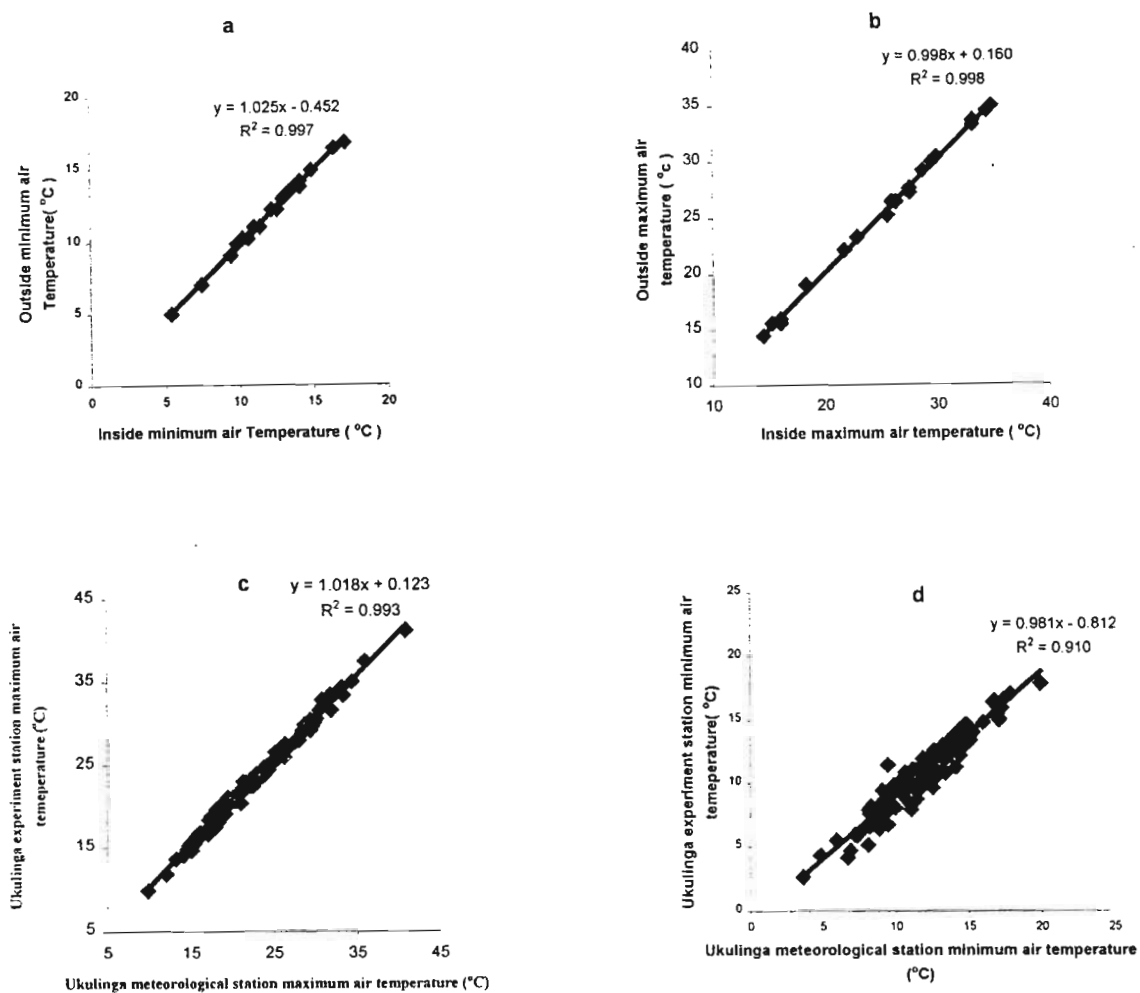 a
y = 1.025x - 0.452
R² = 0.997
20
15
10
5
0
0 5 10 15 20
Outside minimum air
Temperature( °C )
Inside minimum air Temperature ( °C )
b
y = 0.998x + 0.160
R² = 0.998
40
35
30
25
20
15
10
10 20 30 40
Outside maximum air
temperature ( °c )
Inside maximum air temperature ( °C)
c
y = 1.018x + 0.123
R² = 0.993
45
35
25
15
5
5 15 25 35 45
Ukulinga experiment station maximum air
temeperature (°C)
Ukulinga meteorological station maximum air temperature (°C)
d
y = 0.981x - 0.812
R² = 0.910
25
20
15
10
5
0
0 5 10 15 20 25
Ukulinga experiment station minimum air
temeperature( °C)
Ukulinga meteorological station minimum air temperature
(°C)